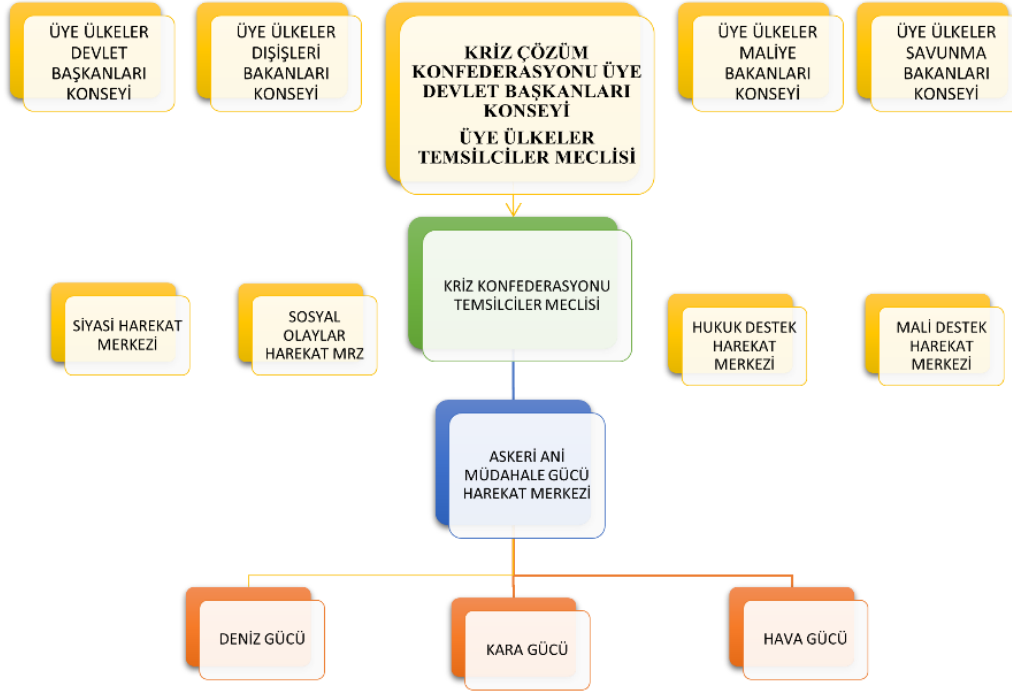 ÜYE ÜLKELER
DEVLET
BAŞKANLARI
KONSEYİ
ÜYE ÜLKELER
DIŞİŞLERİ
BAKANLARI
KONSEYİ
KRİZ ÇÖZÜM
KONFEDERASYONU ÜYE
DEVLET BAŞKANLARI
KONSEYİ
ÜYE ÜLKELER
TEMSİLCİLER MECLİSİ
ÜYE ÜLKELER
MALİYE
BAKANLARI
KONSEYİ
ÜYE ÜLKELER
SAVUNMA
BAKANLARI
KONSEYİ
KRİZ KONFEDERASYONU
TEMSİLCİLER MECLİSİ
SİYASİ HAREKAT
MERKEZİ
SOSYAL
OLAYLAR
HAREKAT MRZ
HUKUK DESTEK
HAREKAT
MERKEZİ
MALİ DESTEK
HAREKAT
MERKEZİ
ASKERİ ANİ
MÜDAHALE GÜCÜ
HAREKAT MERKEZİ
DENİZ GÜCÜ
KARA GÜCÜ
HAVA GÜCÜ